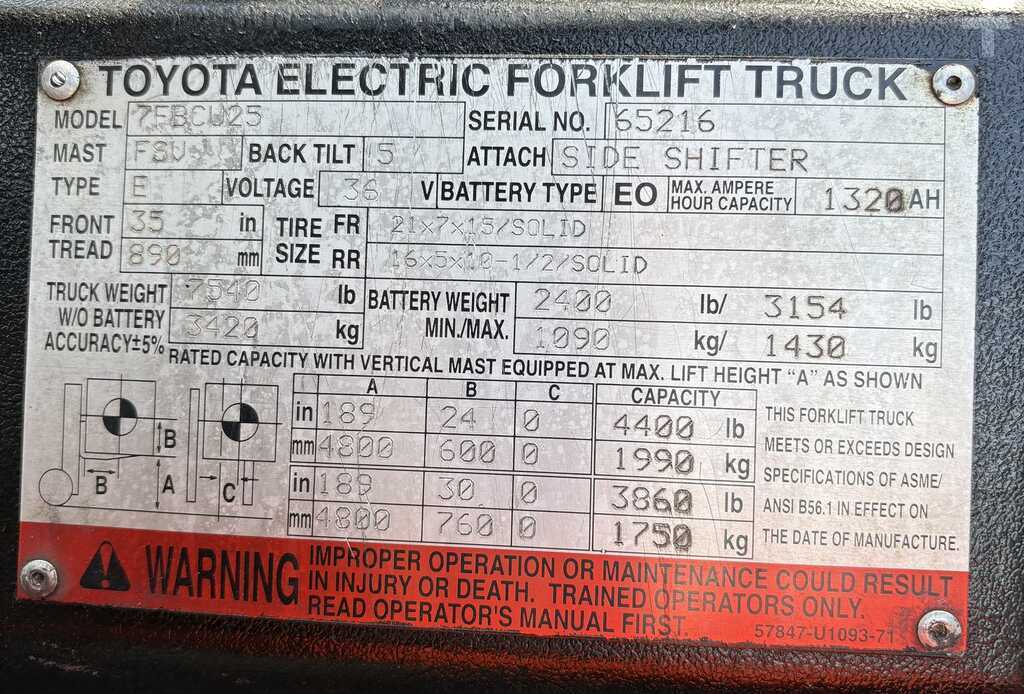 TOYOTA ELECTRIC FORKLIFT TRUCK
MODEL 7FBCU25 SERIAL NO. 65216
MAST FSV BACK TILT 5 ATTACH SIDE SHIFTER
TYPE E VOLTAGE 36 V BATTERY TYPE EO MAX. AMPERE HOUR CAPACITY 1320 AH
FRONT TREAD 35 in TIRE SIZE FR 21x7x15/SOLID
890 mm RR 16x5x10-1/2/SOLID
TRUCK WEIGHT W/O BATTERY ACCURACY±5% 7540 lb BATTERY WEIGHT MIN./MAX. 2400 lb/ 3154 lb
3420 kg 1090 kg/ 1430 kg
RATED CAPACITY WITH VERTICAL MAST EQUIPPED AT MAX. LIFT HEIGHT "A" AS SHOWN
A B C CAPACITY
in 189 24 0 4400 lb
mm 4800 600 0 1990 kg
in 189 30 0 3860 lb
mm 4800 760 0 1750 kg
B
B A C
THIS FORKLIFT TRUCK
MEETS OR EXCEEDS DESIGN
SPECIFICATIONS OF ASME/
ANSI B56.1 IN EFFECT ON
THE DATE OF MANUFACTURE.
WARNING
IMPROPER OPERATION OR MAINTENANCE COULD RESULT
IN INJURY OR DEATH. TRAINED OPERATORS ONLY.
READ OPERATOR'S MANUAL FIRST.
57847-U1093-71